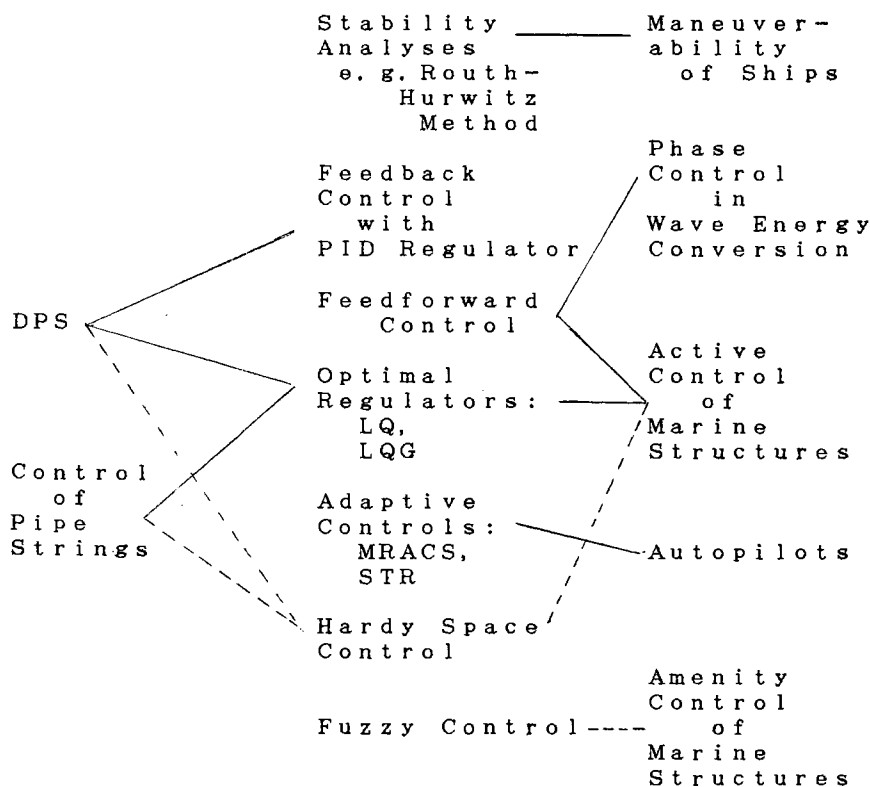 Stability
Analyses
e. g. Routh-
Hurwitz
Method
Maneuver-
ability
of Ships
Feedback
Control
with
PID Regulator
Phase
Control
in
Wave Energy
Conversion
DPS
Feedforward
Control
Optimal
Regulators:
LQ,
LQG
Active
Control
of
Marine
Structures
Control
of
Pipe
Strings
Adaptive
Controls:
MRACS,
STR
Autopilots
Hardy Space
Control
Fuzzy Control
Amenity
Control
of
Marine
Structures